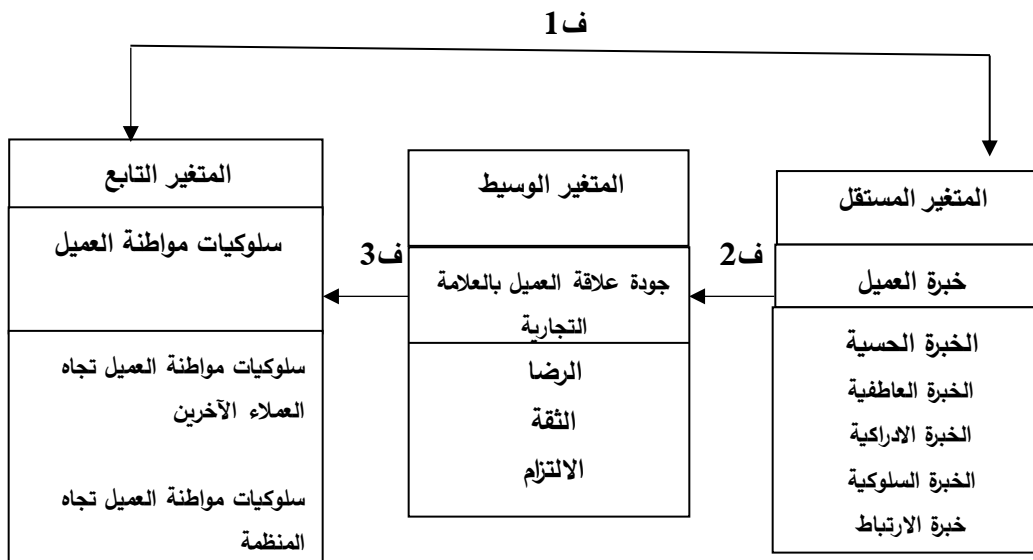 ف1
المتغير المستقل
خبرة العميل
الخبرة الحسية
الخبرة العاطفية
الخبرة الادراكية
الخبرة السلوكية
خبرة الارتباط
ف2
المتغير الوسيط
جودة علاقة العميل بالعلامة
التجارية
الرضا
الثقة
الالتزام
ف3
المتغير التابع
سلوكيات مواطنة العميل
سلوكيات مواطنة العميل تجاه
العملاء الآخرين
سلوكيات مواطنة العميل تجاه
المنظمة